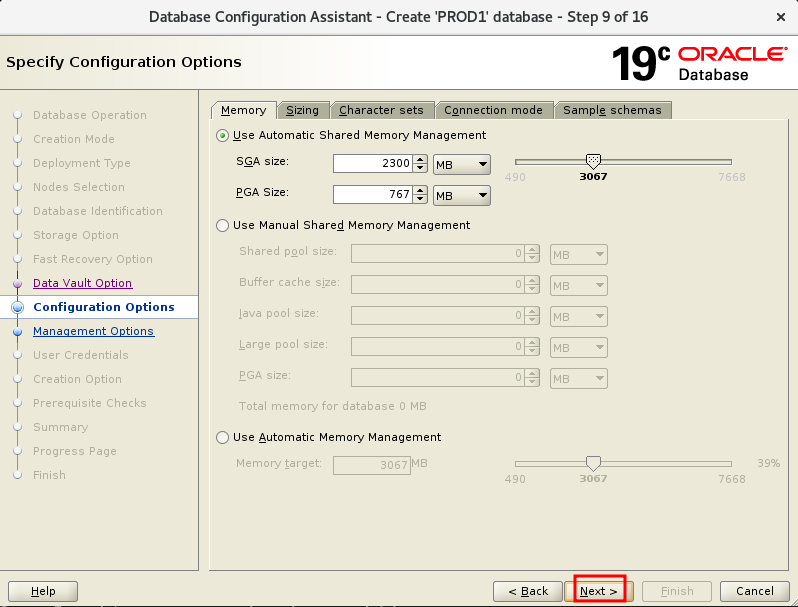 Database Configuration Assistant - Create 'PROD1' database - Step 9 of 16
Specify Configuration Options
19c ORACLE
Database
Database Operation
Creation Mode
Deployment Type
Nodes Selection
Database Identification
Storage Option
Fast Recovery Option
Data Vault Option
Configuration Options
Management Options
User Credentials
Creation Option
Prerequisite Checks
Summary
Progress Page
Finish
Memory Sizing Character sets Connection mode Sample schemas
Use Automatic Shared Memory Management
SGA size: 2300 MB
490 3067 7668
PGA Size: 767 MB
Use Manual Shared Memory Management
Shared pool size: 0 MB
Buffer cache size: 0 MB
Java pool size: 0 MB
Large pool size: 0 MB
PGA size: 0 MB
Total memory for database 0 MB
Use Automatic Memory Management
Memory target: 3067 MB 39%
490 3067 7668
Help < Back Next > Finish Cancel